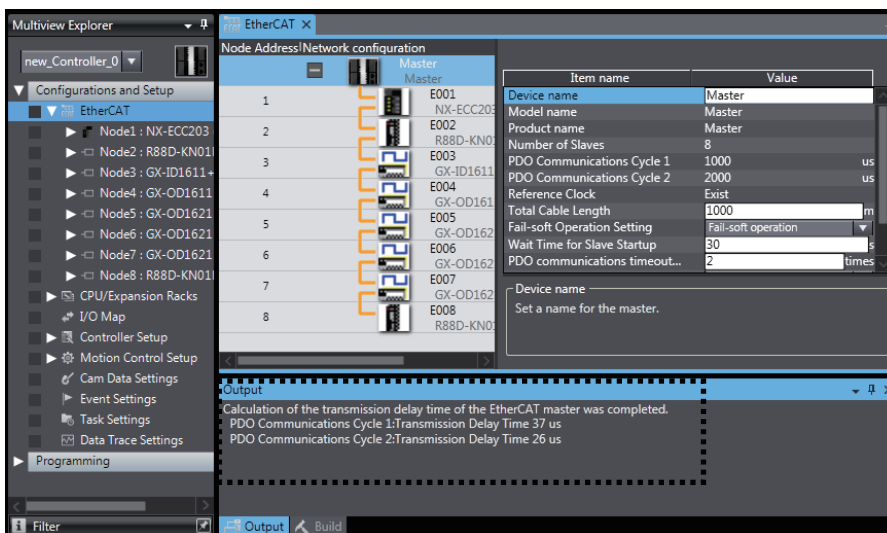 Multiview Explorer
new_Controller_0
Configurations and Setup
EtherCAT
Node1 : NX-ECC203
Node2 : R88D-KN01
Node3 : GX-ID1611+
Node4 : GX-OD1611
Node5 : GX-OD1621
Node6 : GX-OD1621
Node7 : GX-OD1621
Node8 : R88D-KN01
CPU/Expansion Racks
I/O Map
Controller Setup
Motion Control Setup
Cam Data Settings
Event Settings
Task Settings
Data Trace Settings
Programming
Filter
EtherCAT
Node Address Network configuration
Master
Master
1 E001
NX-ECC203
2 E002
R88D-KN01
3 E003
GX-ID1611
4 E004
GX-OD161
5 E005
GX-OD162
6 E006
GX-OD162
7 E007
GX-OD162
8 E008
R88D-KN01
Item name Value
Device name Master
Model name Master
Product name Master
Number of Slaves 8
PDO Communications Cycle 1 1000 us
PDO Communications Cycle 2 2000 us
Reference Clock Exist
Total Cable Length 1000 m
Fail-soft Operation Setting Fail-soft operation
Wait Time for Slave Startup 30 s
PDO communications timeout... 2 times
Device name
Set a name for the master.
Output
Calculation of the transmission delay time of the EtherCAT master was completed.
PDO Communications Cycle 1:Transmission Delay Time 37 us
PDO Communications Cycle 2:Transmission Delay Time 26 us
Output Build